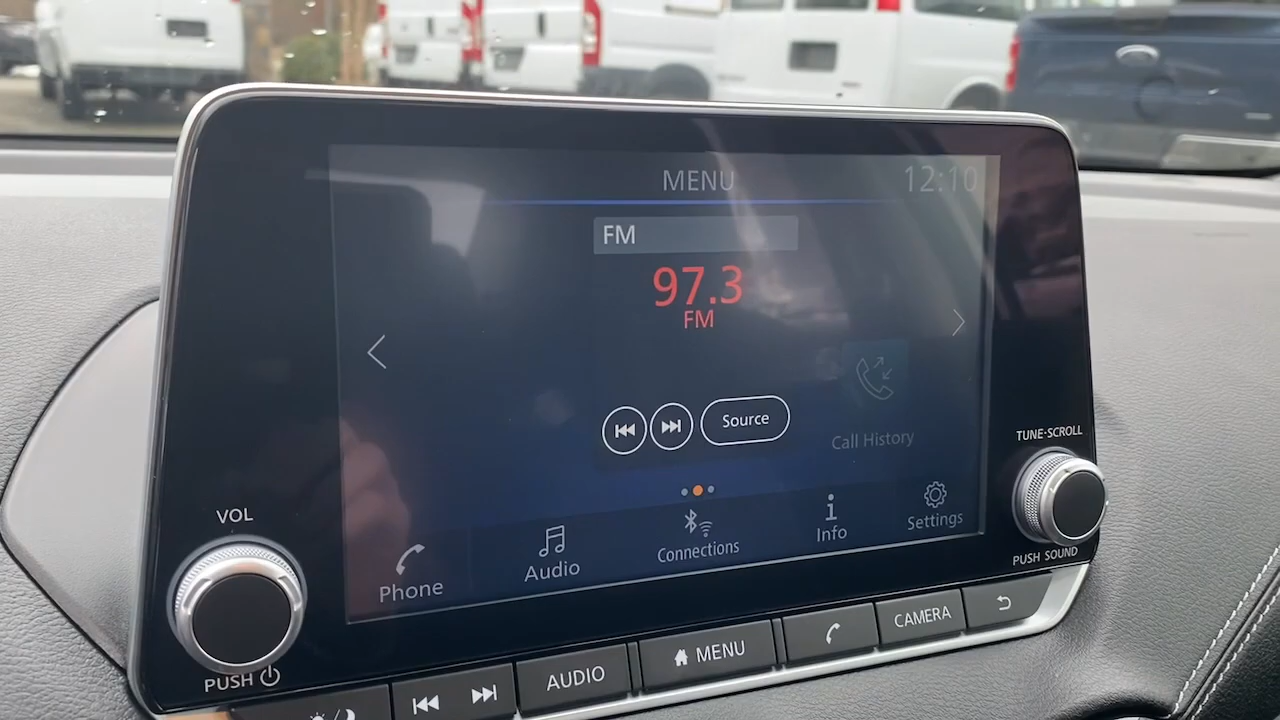 MENU
12:10
FM
97.3
FM
Source
Call History
Phone
Audio
Connections
Info
Settings
VOL
PUSH
TUNE·SCROLL
PUSH SOUND
AUDIO
MENU
CAMERA